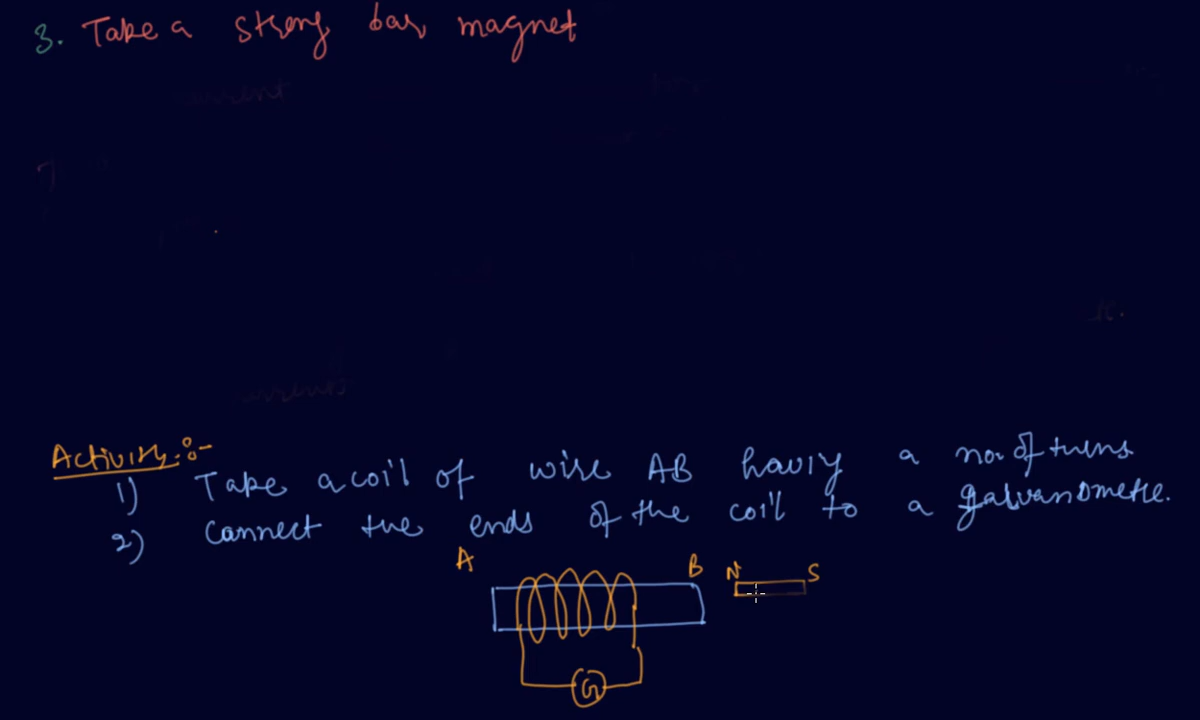 3. Take a strong bar magnet
Activity :-
1) Take a coil of wire AB having a no. of turns
2) Connect the ends of the coil to a galvanometre.
A B N S
G